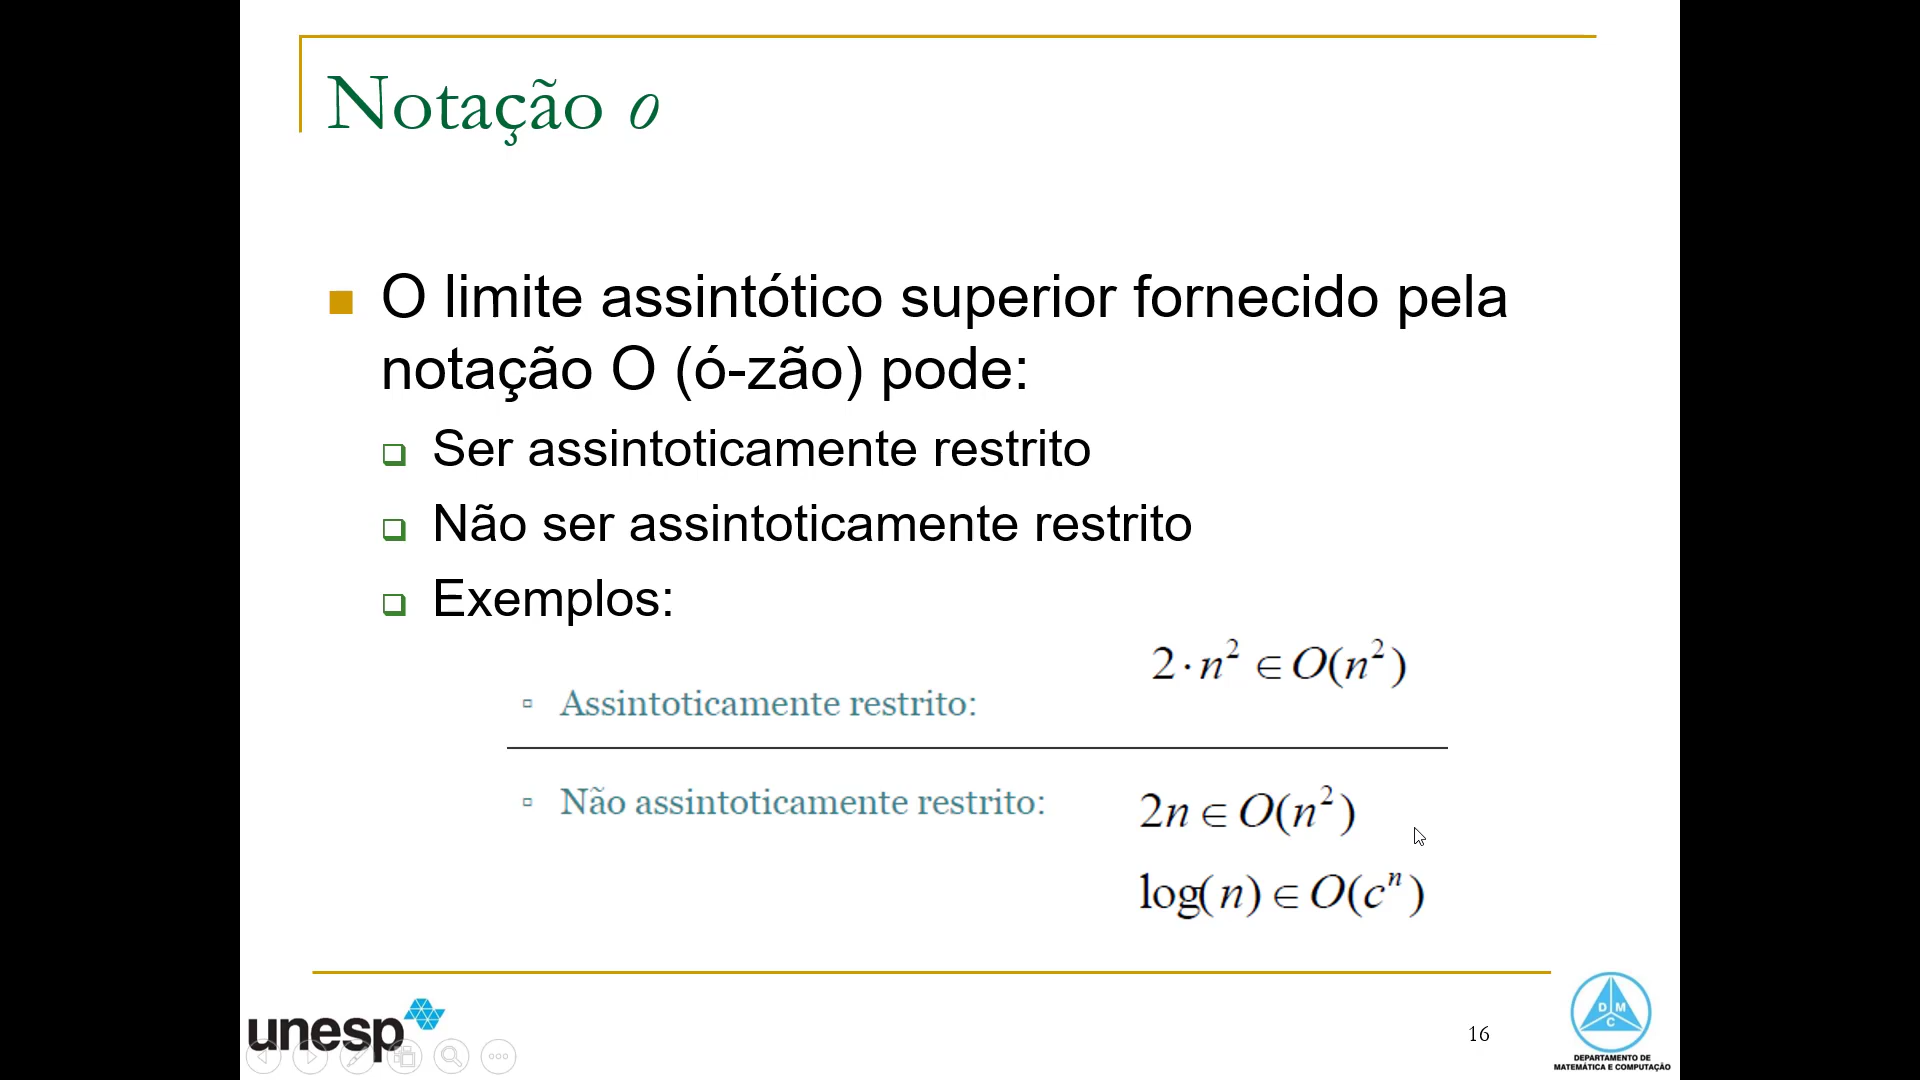 Notação o
O limite assintótico superior fornecido pela
notação O (ó-zão) pode:
Ser assintoticamente restrito
Não ser assintoticamente restrito
Exemplos:
2·n² ∈ O(n²)
Assintoticamente restrito:
Não assintoticamente restrito:
2n ∈ O(n²)
log(n) ∈ O(cⁿ)
unesp
16
D M
C
DEPARTAMENTO DE
MATEMÁTICA E COMPUTAÇÃO